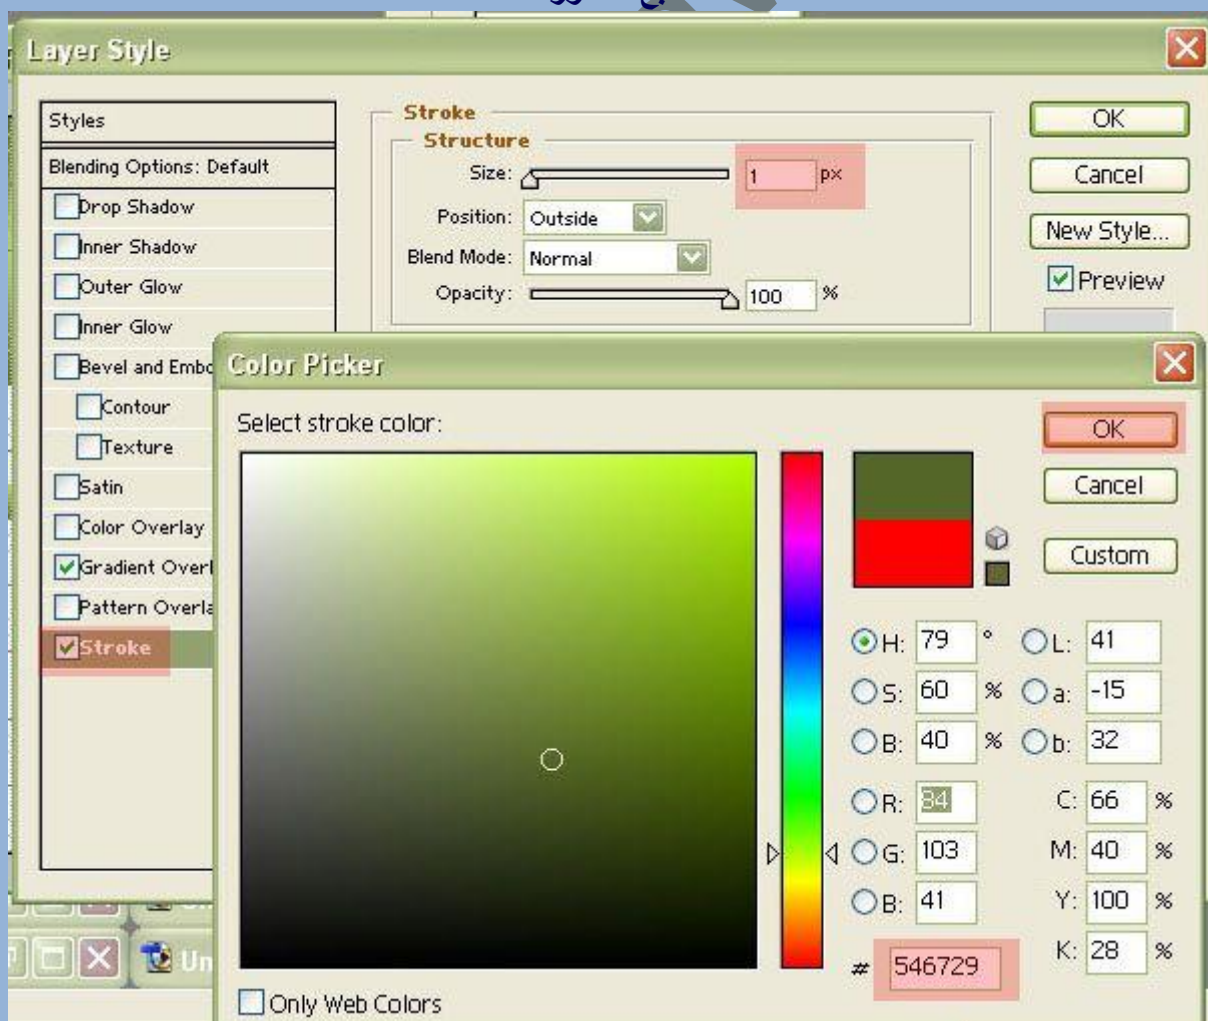 Layer Style
Styles
Blending Options: Default
Drop Shadow
Inner Shadow
Outer Glow
Inner Glow
Bevel and Embo
Contour
Texture
Satin
Color Overlay
Gradient Overl
Pattern Overla
Stroke
Stroke
Structure
Size: 1 px
Position: Outside
Blend Mode: Normal
Opacity: 100 %
OK
Cancel
New Style...
Preview
Color Picker
Select stroke color:
OK
Cancel
Custom
H: 79 °
S: 60 %
B: 40 %
R: 84
G: 103
B: 41
# 546729
L: 41
a: -15
b: 32
C: 66 %
M: 40 %
Y: 100 %
K: 28 %
Only Web Colors
Un